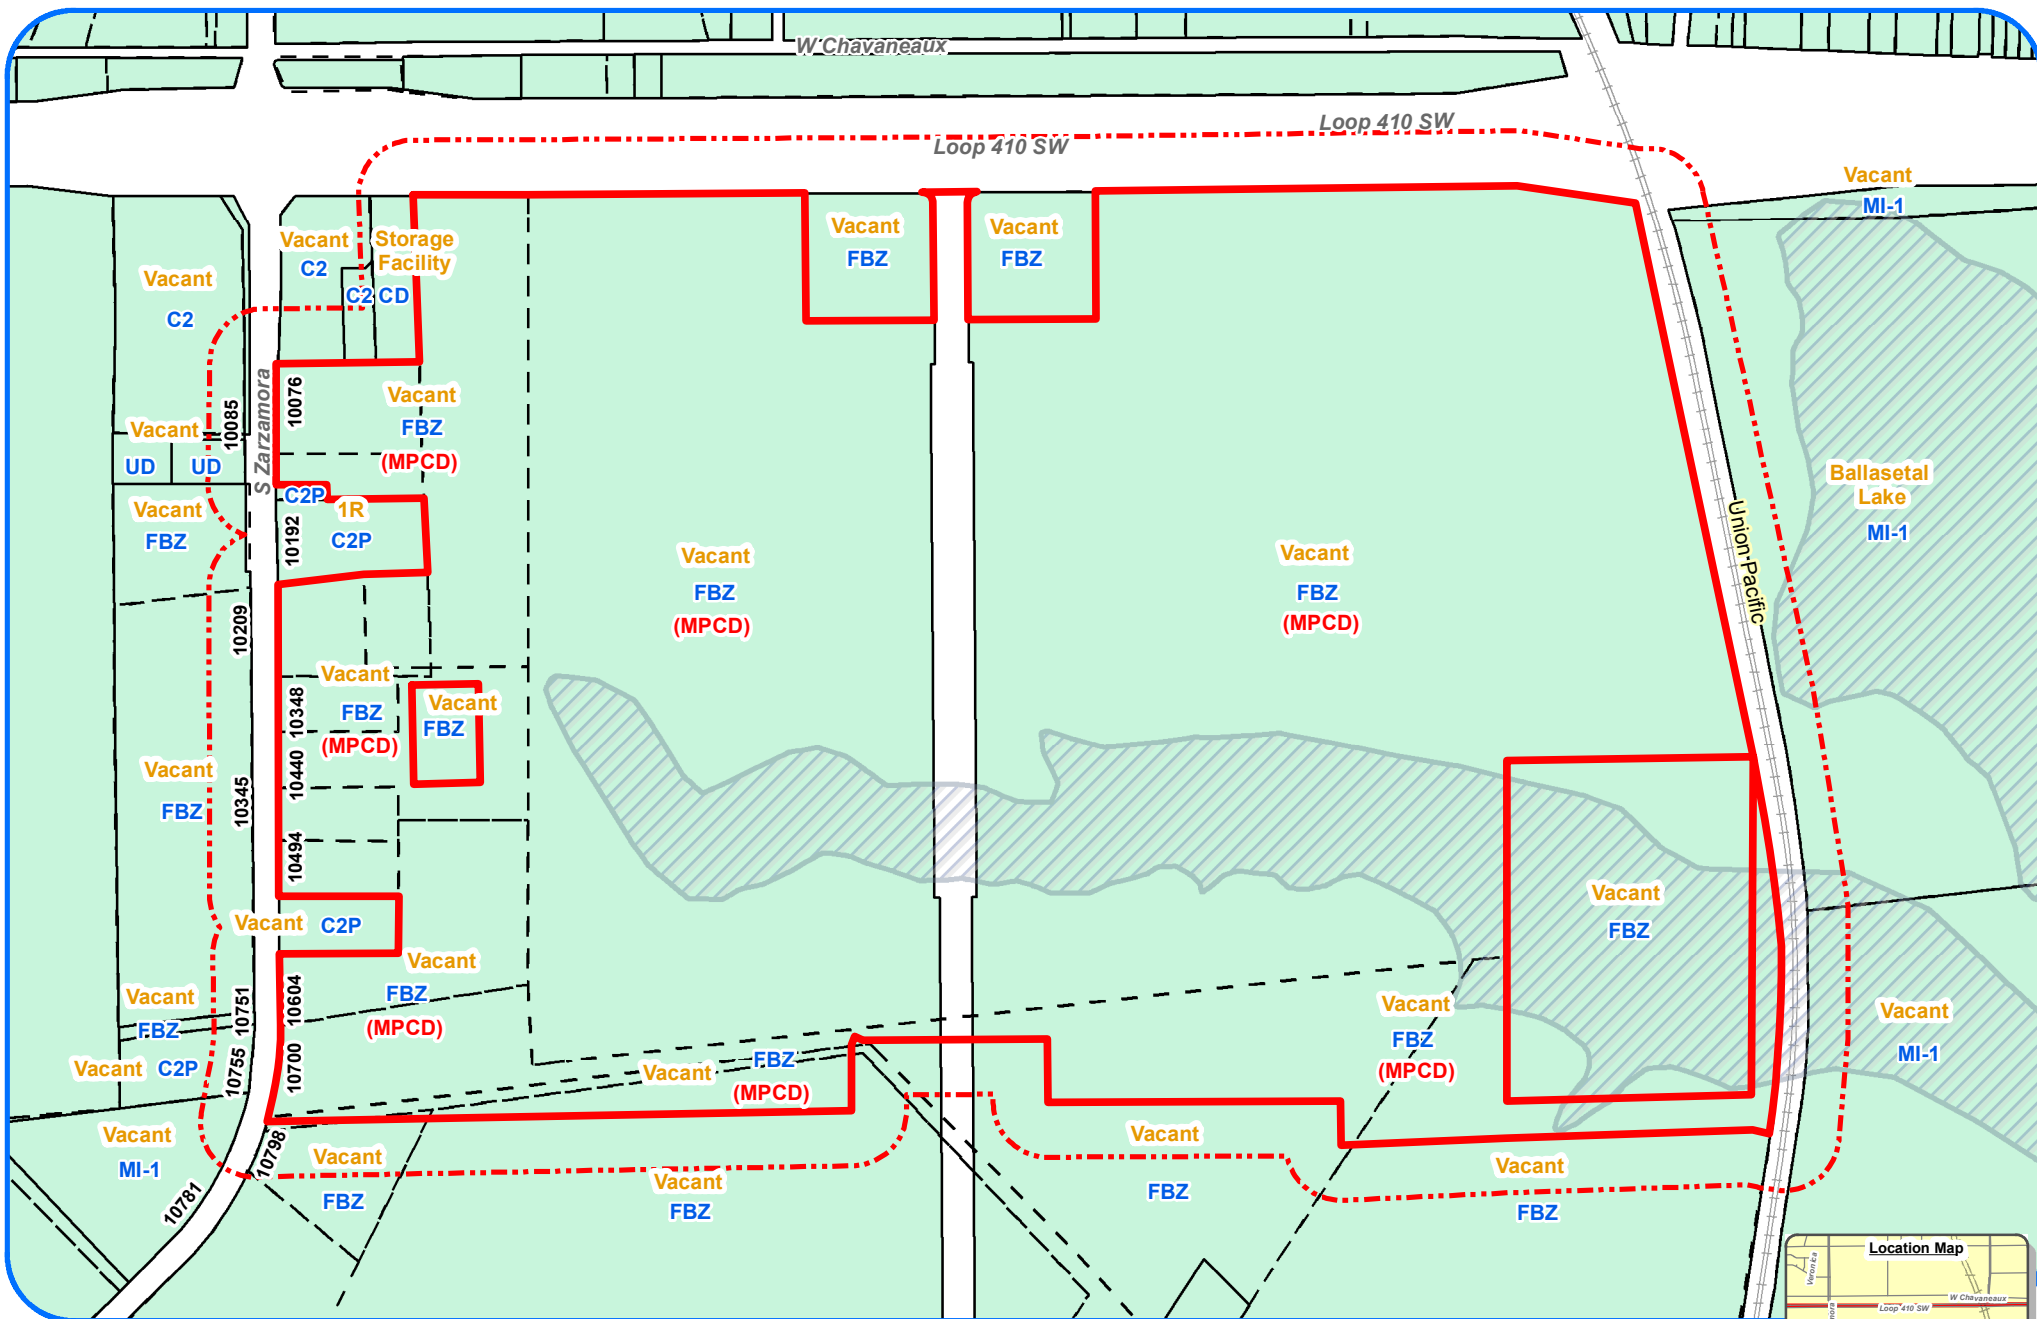 W Chavaneaux
Loop 410 SW
Loop 410 SW
Vacant
MI-1
Vacant
C2
Vacant
C2
Storage
Facility
C2 CD
Vacant
FBZ
Vacant
FBZ
S Zarzamora
10085
10076
Vacant
FBZ
(MPCD)
Vacant
UD
UD
C2P
1R
C2P
10192
Vacant
FBZ
Vacant
FBZ
(MPCD)
Vacant
FBZ
(MPCD)
Union Pacific
Ballasetal
Lake
MI-1
10209
Vacant
FBZ
(MPCD)
10348
Vacant
FBZ
10440
10345
Vacant
FBZ
10494
Vacant
C2P
Vacant
FBZ
Vacant
FBZ
(MPCD)
10604
10751
Vacant
FBZ
Vacant
C2P
10755
10700
Vacant
FBZ
(MPCD)
Vacant
FBZ
(MPCD)
Vacant
MI-1
Vacant
MI-1
10798
10781
Vacant
FBZ
Vacant
FBZ
Vacant
FBZ
Vacant
FBZ
Location Map
Veronica
W Chavaneaux
Loop 410 SW
mora